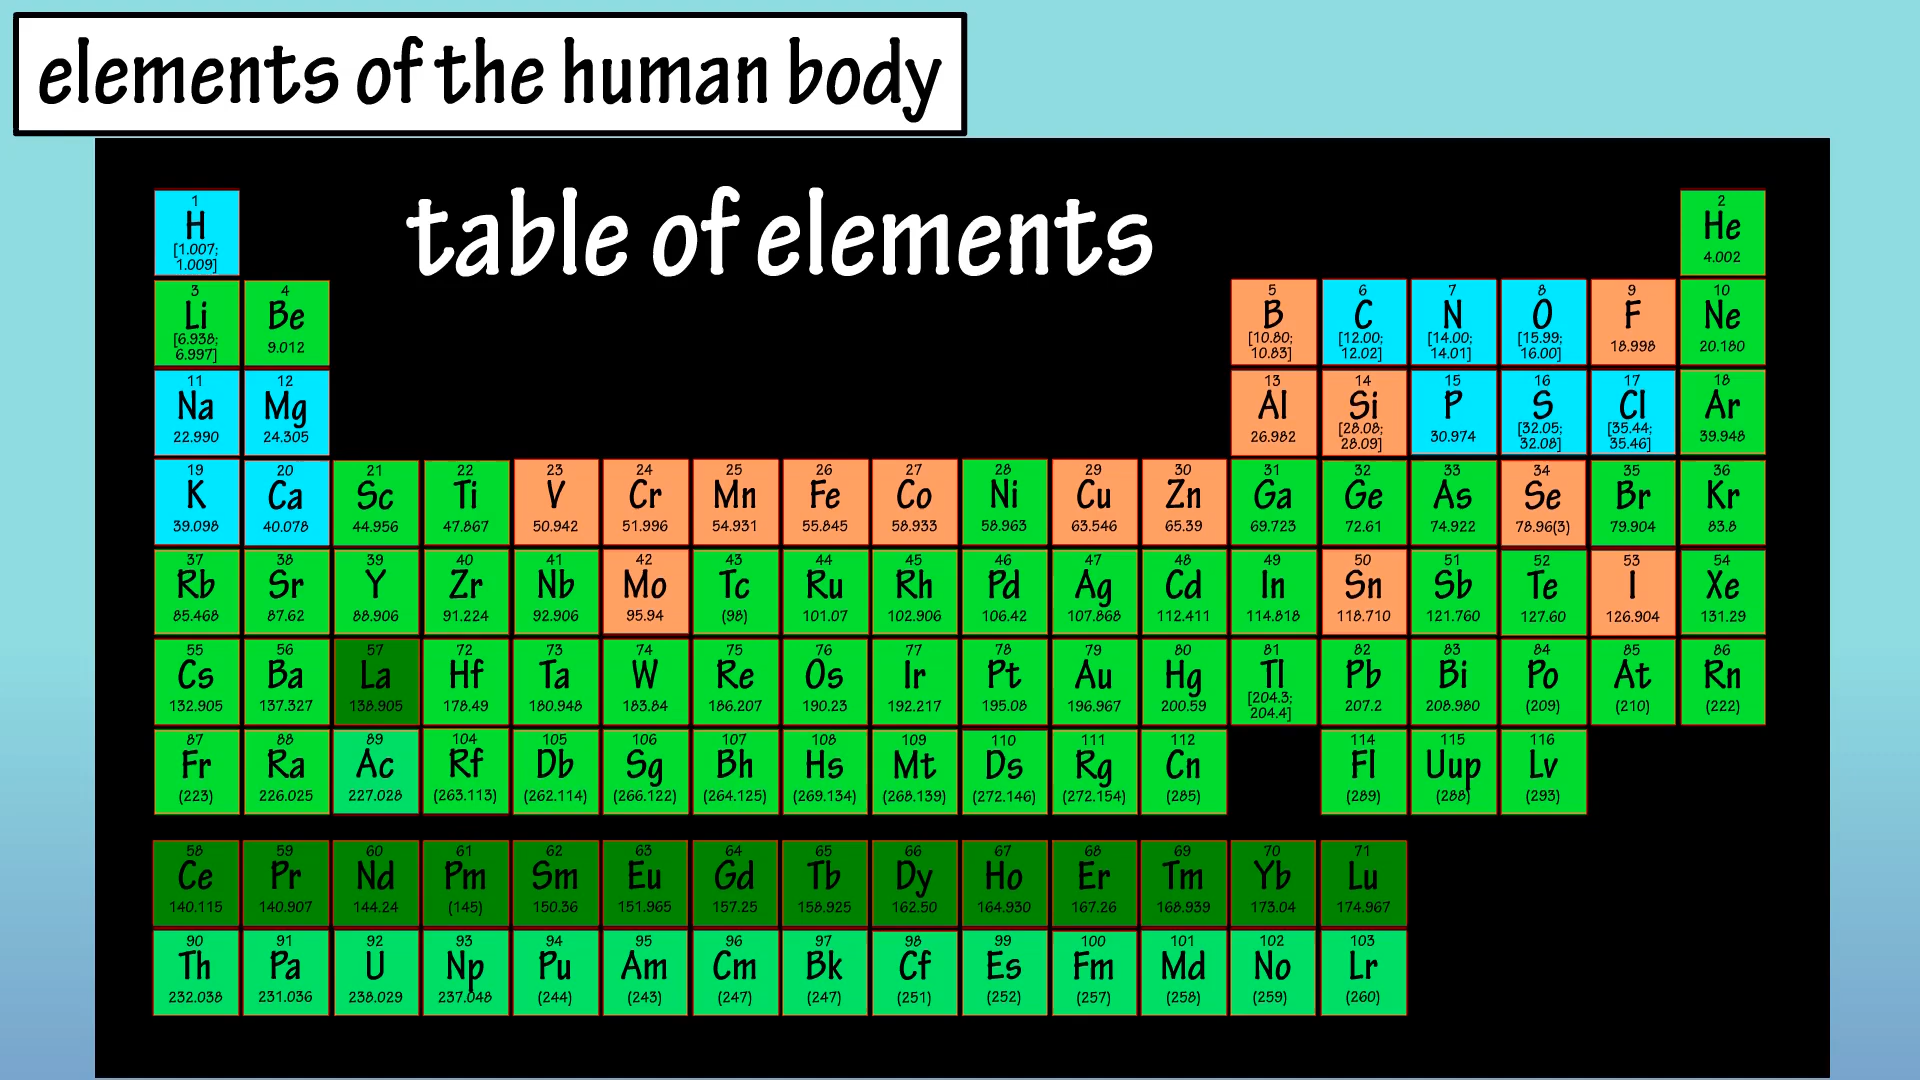 elements of the human body
table of elements
1 2
H He
[1.007; 1.009] 4.002
3 4 5 6 7 8 9 10
Li Be B C N O F Ne
[6.938; 6.997] 9.012 [10.80; 10.83] [12.00; 12.02] [14.00; 14.01] [15.99; 16.00] 18.998 20.180
11 12 13 14 15 16 17 18
Na Mg Al Si P S Cl Ar
22.990 24.305 26.982 [28.08; 28.09] 30.974 [32.05; 32.08] [35.44; 35.46] 39.948
19 20 21 22 23 24 25 26 27 28 29 30 31 32 33 34 35 36
K Ca Sc Ti V Cr Mn Fe Co Ni Cu Zn Ga Ge As Se Br Kr
39.098 40.078 44.956 47.867 50.942 51.996 54.931 55.845 58.933 58.963 63.546 65.39 69.723 72.61 74.922 78.96(3) 79.904 83.8
37 38 39 40 41 42 43 44 45 46 47 48 49 50 51 52 53 54
Rb Sr Y Zr Nb Mo Tc Ru Rh Pd Ag Cd In Sn Sb Te I Xe
85.468 87.62 88.906 91.224 92.906 95.94 (98) 101.07 102.906 106.42 107.868 112.411 114.818 118.710 121.760 127.60 126.904 131.29
55 56 57 72 73 74 75 76 77 78 79 80 81 82 83 84 85 86
Cs Ba La Hf Ta W Re Os Ir Pt Au Hg Tl Pb Bi Po At Rn
132.905 137.327 138.905 178.49 180.948 183.84 186.207 190.23 192.217 195.08 196.967 200.59 [204.3; 204.4] 207.2 208.980 (209) (210) (222)
87 88 89 104 105 106 107 108 109 110 111 112 114 115 116
Fr Ra Ac Rf Db Sg Bh Hs Mt Ds Rg Cn Fl Uup Lv
(223) 226.025 227.028 (263.113) (262.114) (266.122) (264.125) (269.134) (268.139) (272.146) (272.154) (285) (289) (288) (293)
58 59 60 61 62 63 64 65 66 67 68 69 70 71
Ce Pr Nd Pm Sm Eu Gd Tb Dy Ho Er Tm Yb Lu
140.115 140.907 144.24 (145) 150.36 151.965 157.25 158.925 162.50 164.930 167.26 168.939 173.04 174.967
90 91 92 93 94 95 96 97 98 99 100 101 102 103
Th Pa U Np Pu Am Cm Bk Cf Es Fm Md No Lr
232.038 231.036 238.029 237.048 (244) (243) (247) (247) (251) (252) (257) (258) (259) (260)